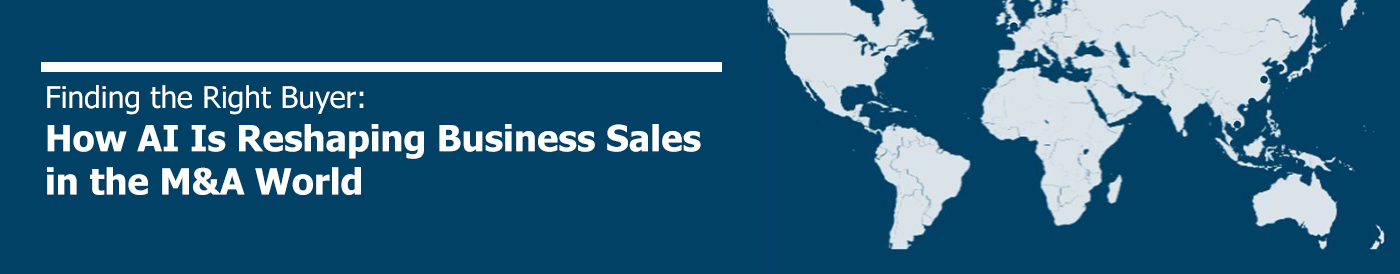 Finding the Right Buyer:
How AI Is Reshaping Business Sales
in the M&A World